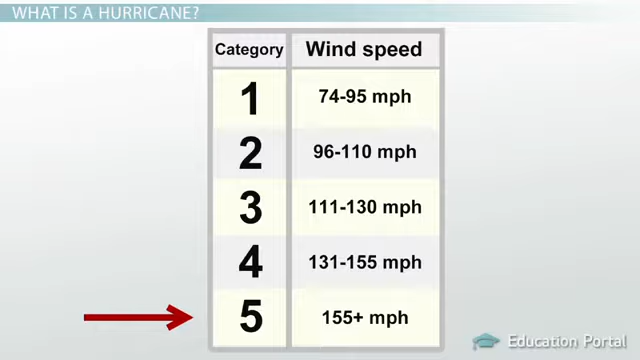 WHAT IS A HURRICANE?
Category Wind speed
1 74-95 mph
2 96-110 mph
3 111-130 mph
4 131-155 mph
5 155+ mph
Education Portal